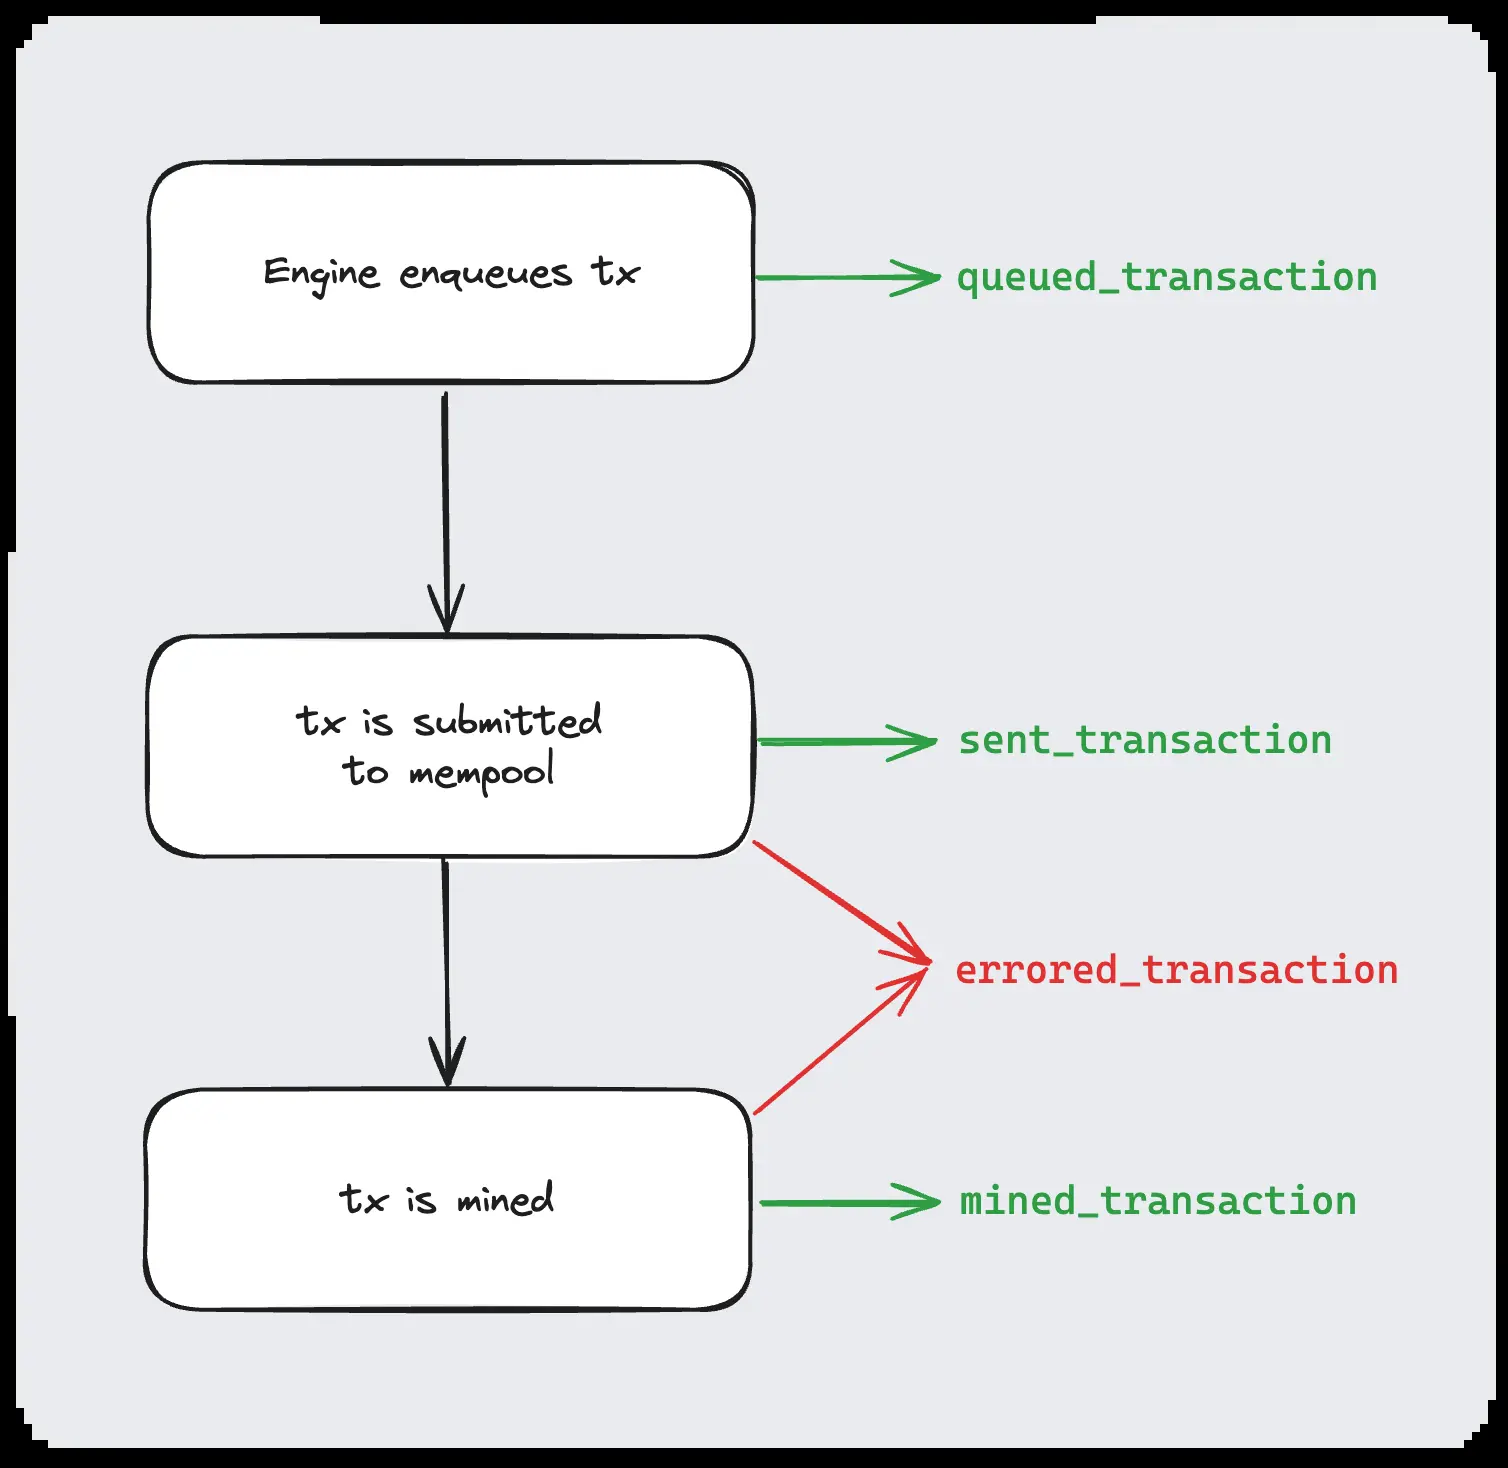 Engine enqueues tx
queued_transaction
tx is submitted
to mempool
sent_transaction
errored_transaction
tx is mined
mined_transaction